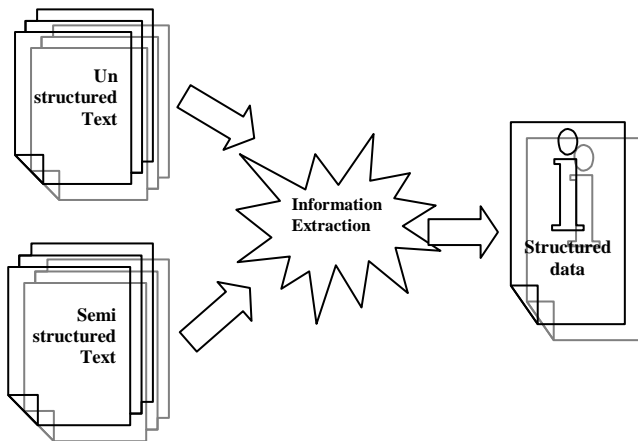 Un
structured
Text
Semi
structured
Text
Information
Extraction
i
Structured
data